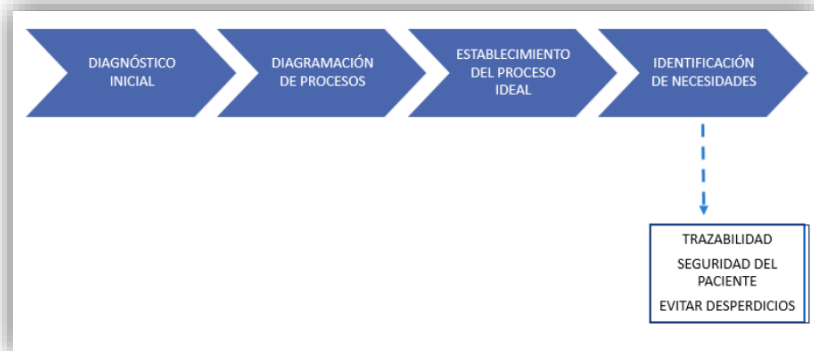 DIAGNÓSTICO
INICIAL
DIAGRAMACIÓN
DE PROCESOS
ESTABLECIMIENTO
DEL PROCESO
IDEAL
IDENTIFICACIÓN
DE NECESIDADES
TRAZABILIDAD
SEGURIDAD DEL
PACIENTE
EVITAR DESPERDICIOS